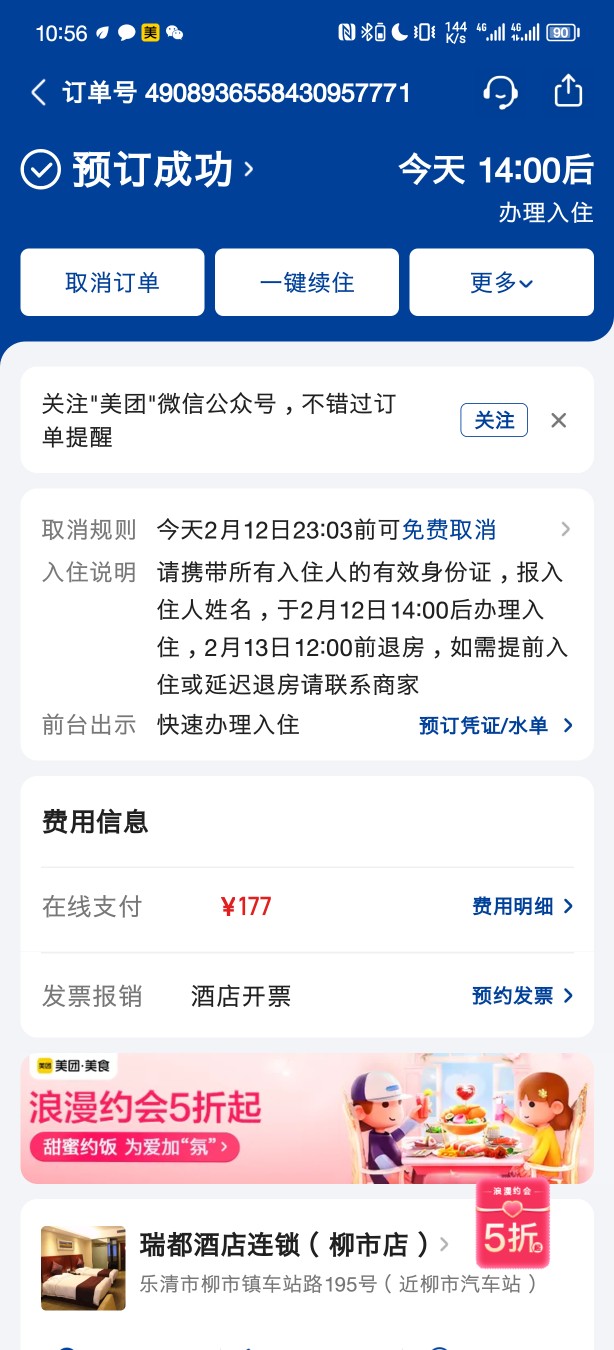 10:56 美 144 K/s 4G 4G 90
订单号 4908936558430957771
预订成功 今天 14:00后
办理入住
取消订单 一键续住 更多
关注"美团"微信公众号，不错过订
单提醒
关注
取消规则 今天2月12日23:03前可免费取消
入住说明 请携带所有入住人的有效身份证，报入
住人姓名，于2月12日14:00后办理入
住，2月13日12:00前退房，如需提前入
住或延迟退房请联系商家
前台出示 快速办理入住 预订凭证/水单
费用信息
在线支付 ¥177 费用明细
发票报销 酒店开票 预约发票
美团 美团·美食
浪漫约会5折起
甜蜜约饭 为爱加“氛”
浪漫约会
5折
瑞都酒店连锁（柳市店）
乐清市柳市镇车站路195号（近柳市汽车站）